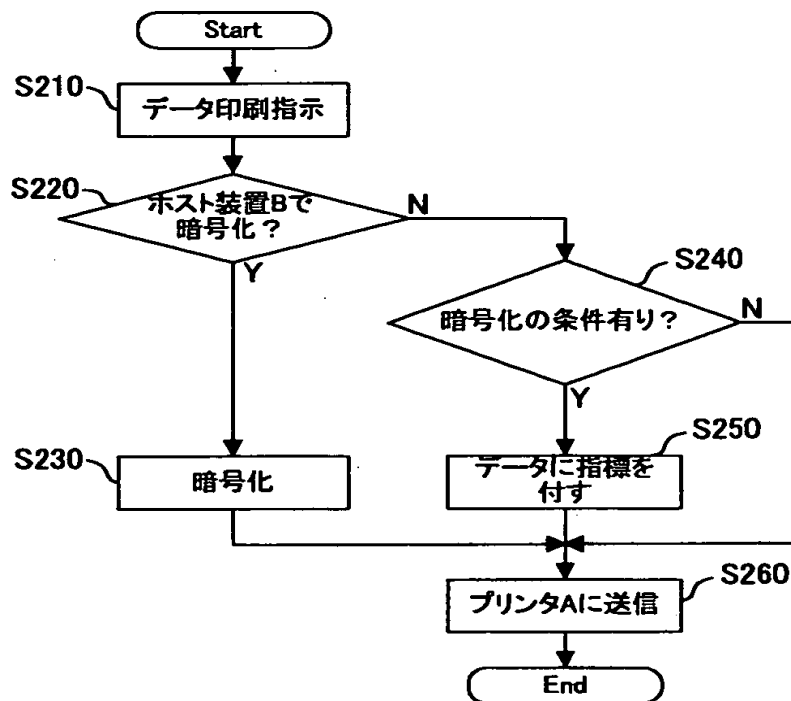 Start
S210
データ印刷指示
S220
ホスト装置Bで
暗号化？
N
Y
S240
暗号化の条件有り？
N
Y
S230
暗号化
S250
データに指標を
付す
S260
プリンタAに送信
End